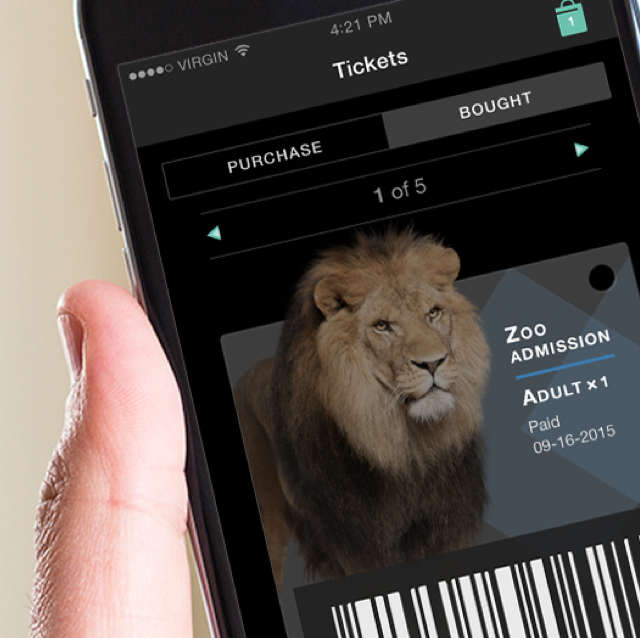 VIRGIN
4:21 PM
1
Tickets
PURCHASE
BOUGHT
1 of 5
ZOO
ADMISSION
ADULT x 1
Paid
09-16-2015